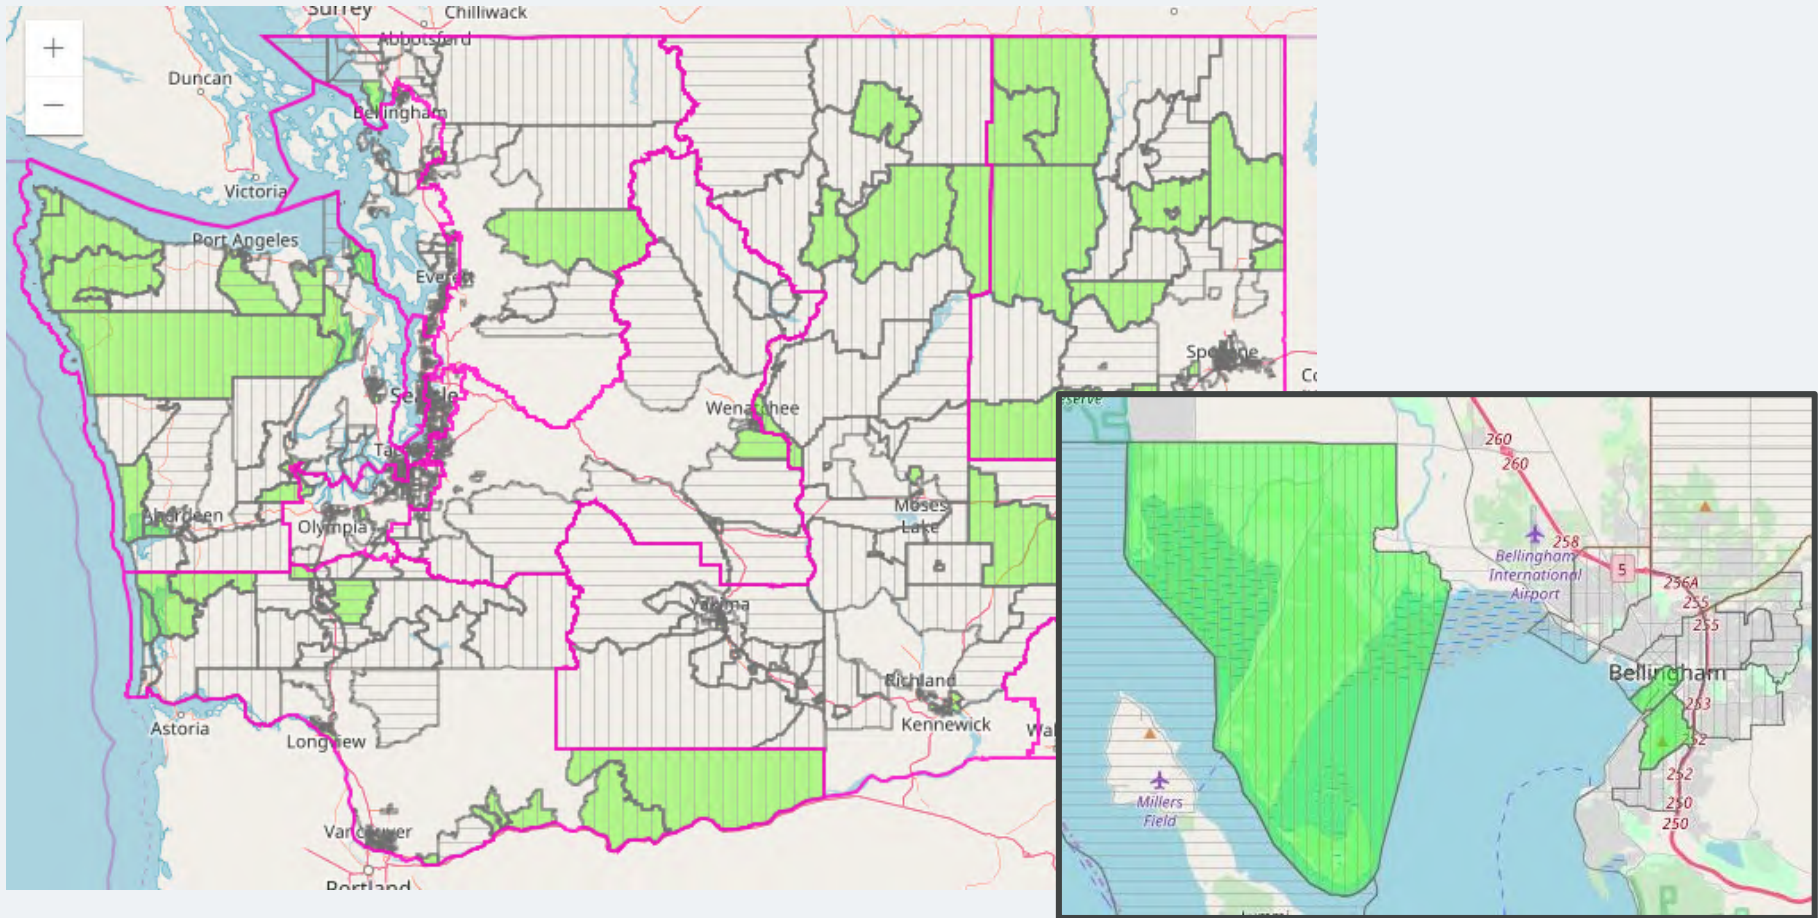 Surrey
Chilliwack
+
Abbotsford
Duncan
−
Bellingham
Victoria
Port Angeles
Everett
Spokane
Seattle
Wenatchee
Moses
Lake
Aberdeen
Olympia
Yakima
Richland
Kennewick
Astoria
Longview
Vancouver
Portland
eserve
260
260
258
5
Bellingham
International
Airport
256A
255
255
Bellingham
253
252
252
250
250
Millers
Field
P